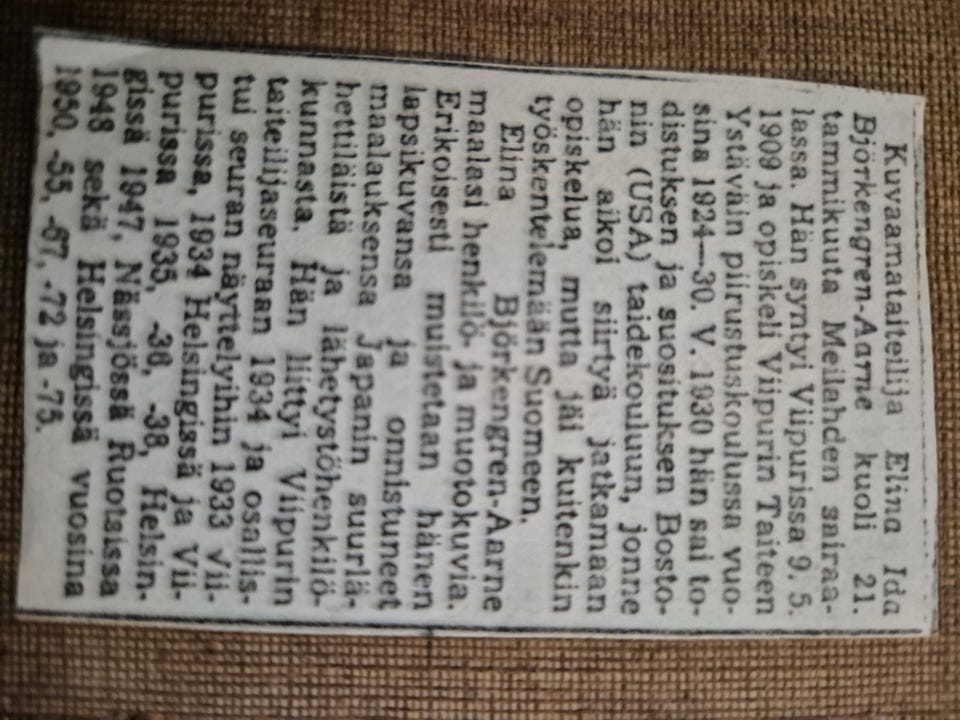 Kuvaamataiteilija Elina Ida
Björkengren-Aarne kuoli 21.
tammikuuta Meilahden sairaa-
lassa. Hän syntyi Viipurissa 9. 5.
1909 ja opiskeli Viipurin Taiteen
Ystäväin piirustuskoulussa vuo-
sina 1924—30. V. 1930 hän sai to-
distuksen ja suosituksen Bosto-
nin (USA) taidekouluun, jonne
hän aikoi siirtyä jatkamaan
opiskelua, mutta jäi kuitenkin
työskentelemään Suomeen.
Elina Björkengren-Aarne
maalasi henkilö- ja muotokuvia.
Erikoisesti muistetaan hänen
lapsikuvansa ja onnistuneet
maalauksensa Japanin suurlä-
hettiläistä ja lähetystöhenkilö-
kunnasta. Hän liittyi Viipurin
taiteilijaseuraan 1934 ja osallis-
tui seuran näyttelyihin 1933 Vii-
purissa, 1934 Helsingissä ja Vii-
purissa 1935, -36, -38, Helsin-
gissä 1947, Nässjössä Ruotsissa
1948 sekä Helsingissä vuosina
1950, -55, -67, -72 ja -75.